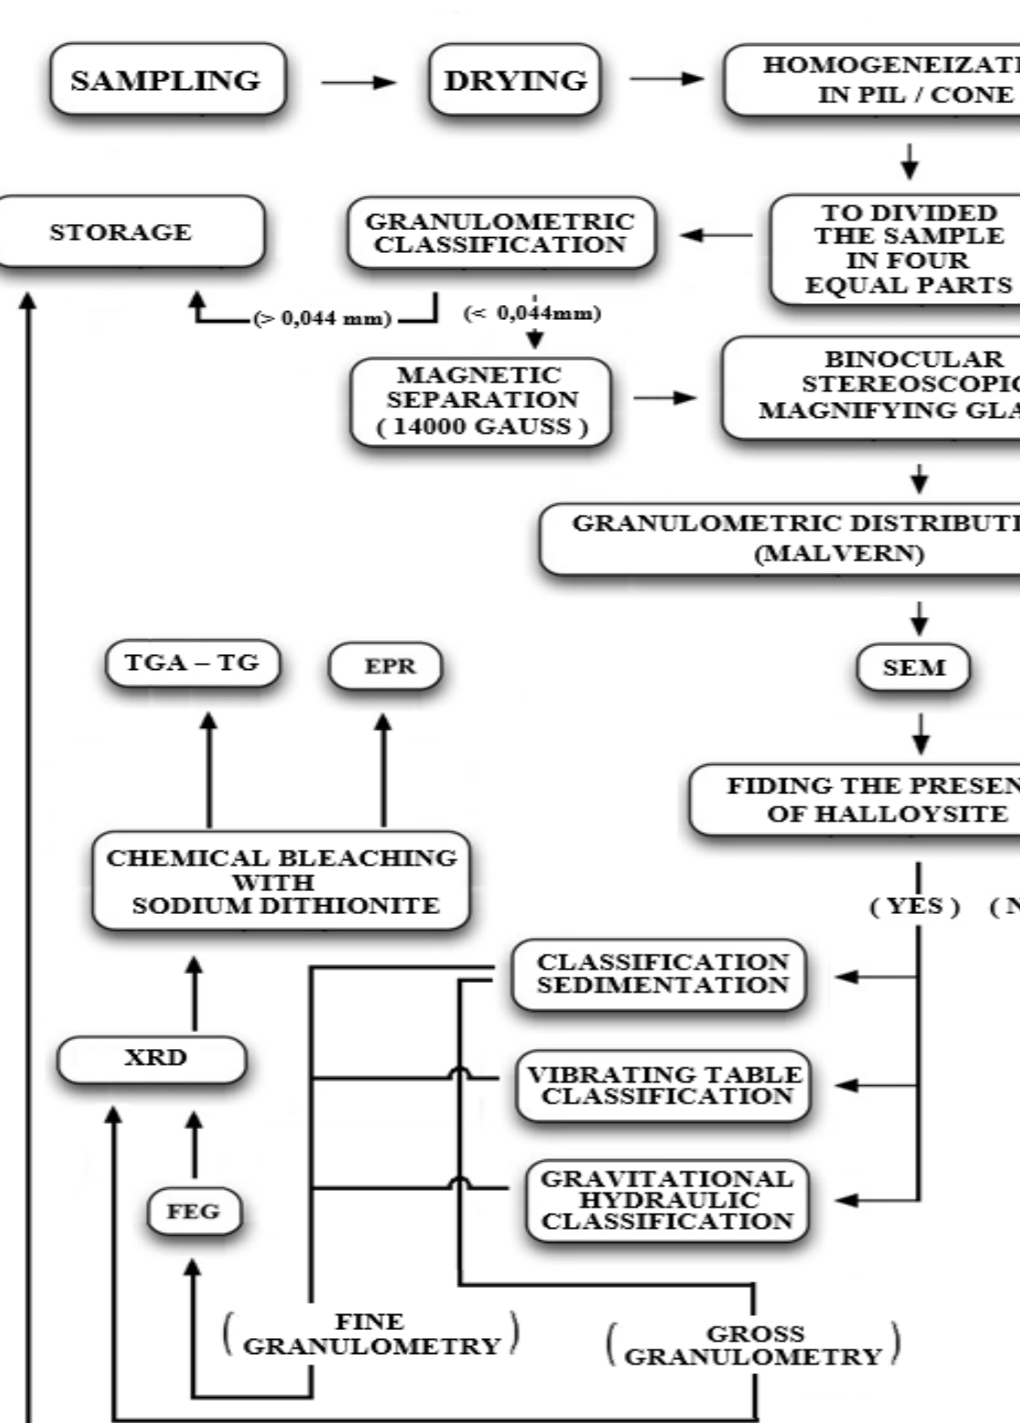 SAMPLING
DRYING
HOMOGENEIZATI
IN PIL / CONE
STORAGE
GRANULOMETRIC
CLASSIFICATION
TO DIVIDED
THE SAMPLE
IN FOUR
EQUAL PARTS
(> 0,044 mm)
(< 0,044mm)
MAGNETIC
SEPARATION
( 14000 GAUSS )
BINOCULAR
STEREOSCOPIC
MAGNIFYING GLA
GRANULOMETRIC DISTRIBUTI
(MALVERN)
TGA – TG
EPR
SEM
FIDING THE PRESEN
OF HALLOYSITE
CHEMICAL BLEACHING
WITH
SODIUM DITHIONITE
( YES )
( N
CLASSIFICATION
SEDIMENTATION
XRD
VIBRATING TABLE
CLASSIFICATION
FEG
GRAVITATIONAL
HYDRAULIC
CLASSIFICATION
( FINE
GRANULOMETRY )
( GROSS
GRANULOMETRY )